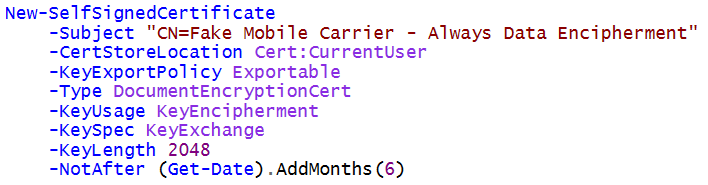 New-SelfSignedCertificate
-Subject "CN=Fake Mobile Carrier - Always Data Encipherment"
-CertStoreLocation Cert:CurrentUser
-KeyExportPolicy Exportable
-Type DocumentEncryptionCert
-KeyUsage KeyEncipherment
-KeySpec KeyExchange
-KeyLength 2048
-NotAfter (Get-Date).AddMonths(6)